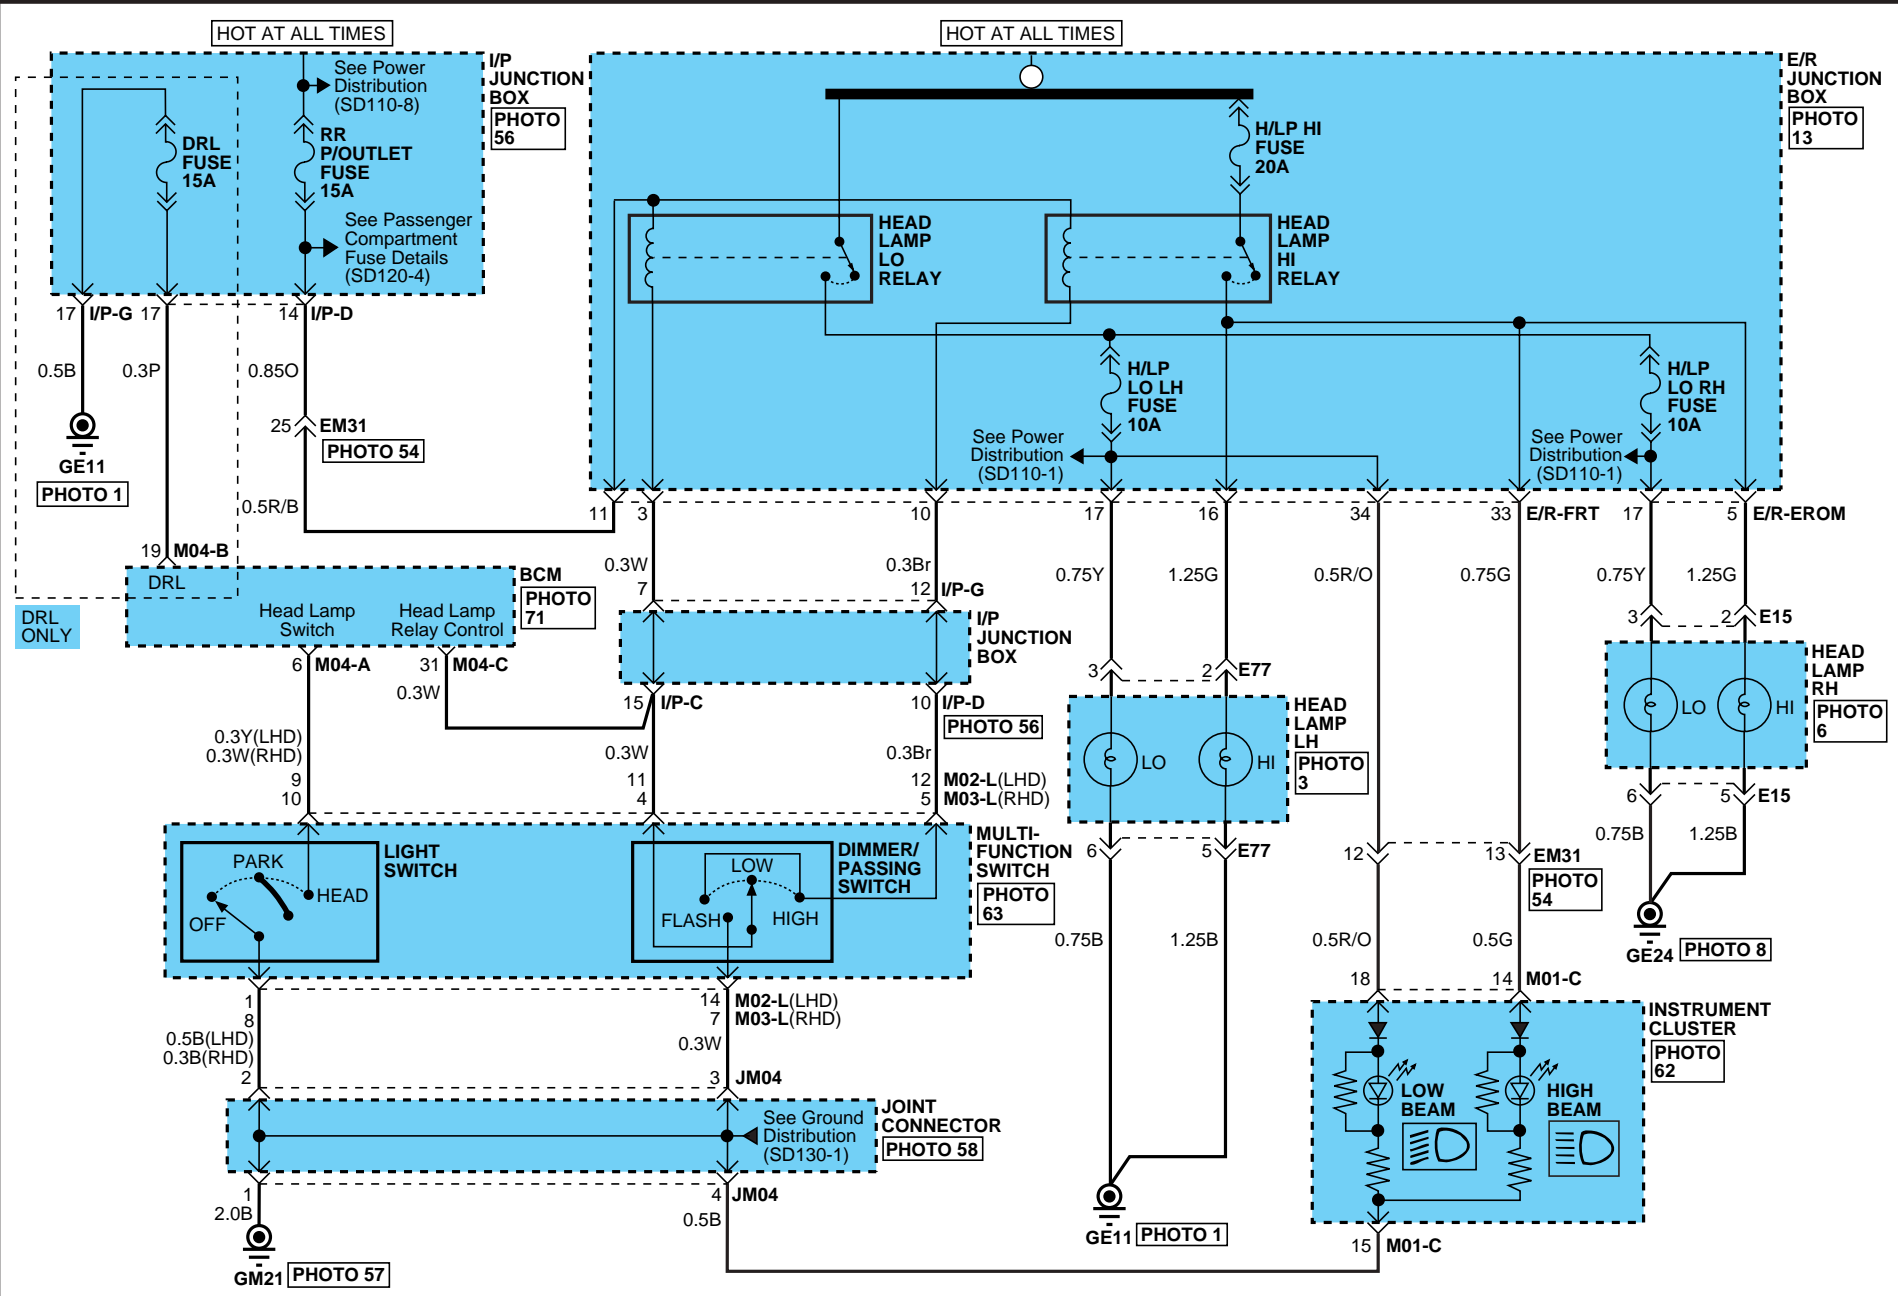 HOT AT ALL TIMES
HOT AT ALL TIMES
See Power
Distribution
(SD110-8)
I/P
JUNCTION
BOX
PHOTO
56
DRL
FUSE
15A
RR
P/OUTLET
FUSE
15A
See Passenger
Compartment
Fuse Details
(SD120-4)
17
I/P-G
17
14
I/P-D
0.5B
0.3P
0.85O
25
EM31
PHOTO 54
GE11
PHOTO 1
0.5R/B
19
M04-B
DRL
DRL
ONLY
BCM
PHOTO
71
Head Lamp
Switch
Head Lamp
Relay Control
6
M04-A
31
M04-C
0.3W
0.3Y(LHD)
0.3W(RHD)
9
10
E/R
JUNCTION
BOX
PHOTO
13
H/LP HI
FUSE
20A
HEAD
LAMP
LO
RELAY
HEAD
LAMP
HI
RELAY
H/LP
LO LH
FUSE
10A
H/LP
LO RH
FUSE
10A
See Power
Distribution
(SD110-1)
See Power
Distribution
(SD110-1)
11
3
10
17
16
34
33
E/R-FRT
17
5
E/R-EROM
0.3W
0.3Br
0.75Y
1.25G
0.5R/O
0.75G
0.75Y
1.25G
7
12
I/P-G
I/P
JUNCTION
BOX
15
I/P-C
10
I/P-D
PHOTO 56
0.3W
0.3Br
11
4
12
5
M02-L(LHD)
M03-L(RHD)
3
2
E77
HEAD
LAMP
LH
PHOTO
3
LO
HI
6
5
E77
3
2
E15
HEAD
LAMP
RH
PHOTO
6
LO
HI
6
5
E15
0.75B
1.25B
GE24
PHOTO 8
LIGHT
SWITCH
PARK
HEAD
OFF
DIMMER/
PASSING
SWITCH
LOW
FLASH
HIGH
MULTI-
FUNCTION
SWITCH
PHOTO
63
0.75B
1.25B
12
13
EM31
PHOTO
54
0.5R/O
0.5G
18
14
M01-C
1
8
14
7
M02-L(LHD)
M03-L(RHD)
0.5B(LHD)
0.3B(RHD)
0.3W
2
3
JM04
JOINT
CONNECTOR
PHOTO 58
See Ground
Distribution
(SD130-1)
1
4
JM04
2.0B
0.5B
GM21
PHOTO 57
GE11
PHOTO 1
INSTRUMENT
CLUSTER
PHOTO
62
LOW
BEAM
HIGH
BEAM
15
M01-C